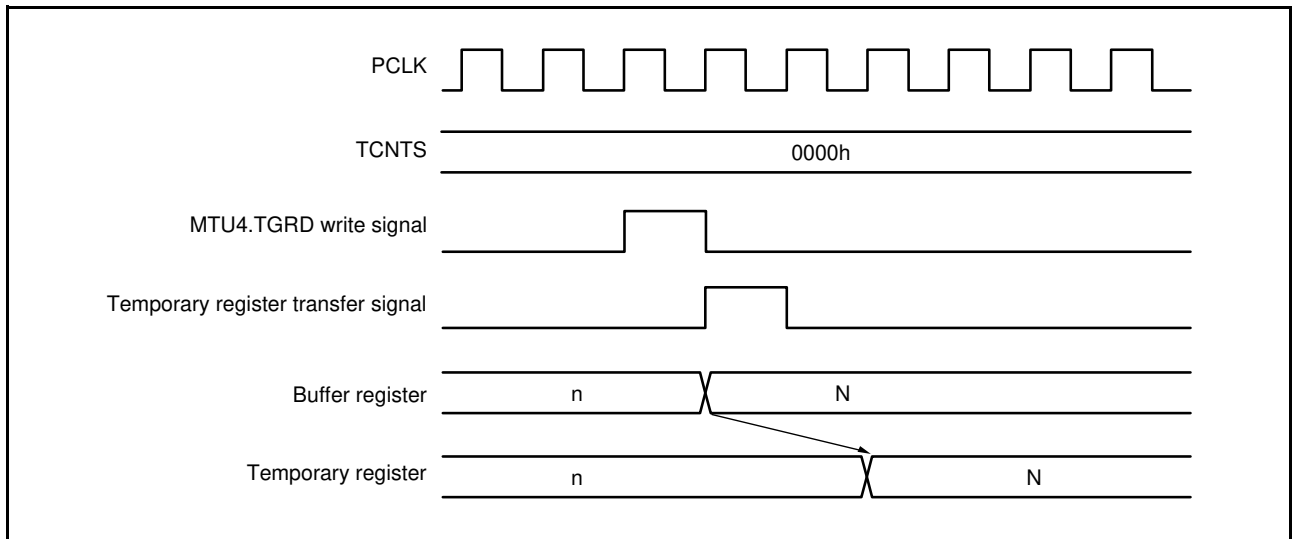 PCLK
TCNTS
0000h
MTU4.TGRD write signal
Temporary register transfer signal
Buffer register
n
N
Temporary register
n
N